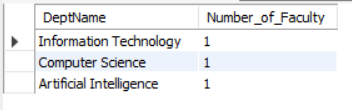 DeptName Number_of_Faculty
Information Technology 1
Computer Science 1
Artificial Intelligence 1